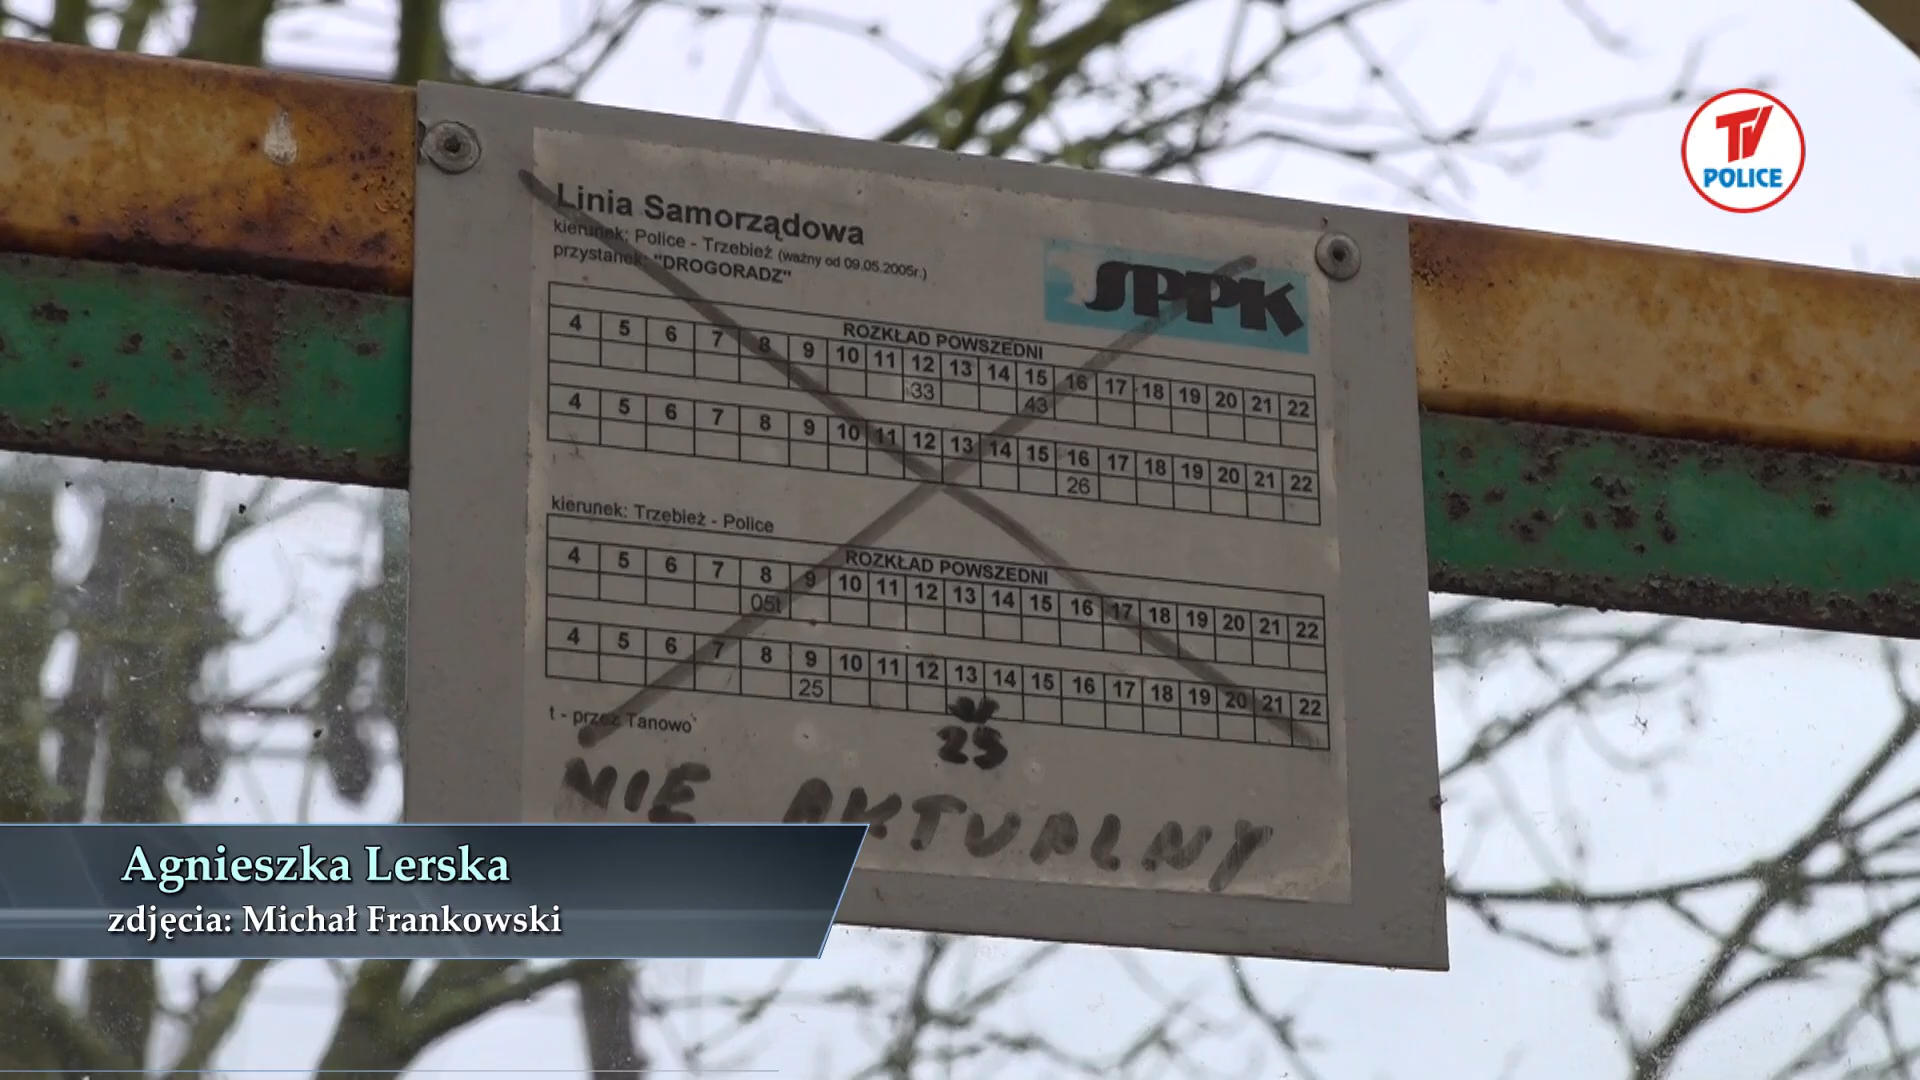 TV
POLICE
Linia Samorządowa
kierunek: Police - Trzebież (ważny od 09.05.2005r.)
przystanek: "DROGORADZ"
SPPK
ROZKŁAD POWSZEDNI
4 5 6 7 8 9 10 11 12 13 14 15 16 17 18 19 20 21 22
33 43
4 5 6 7 8 9 10 11 12 13 14 15 16 17 18 19 20 21 22
26
kierunek: Trzebież - Police
ROZKŁAD POWSZEDNI
4 5 6 7 8 9 10 11 12 13 14 15 16 17 18 19 20 21 22
05t
4 5 6 7 8 9 10 11 12 13 14 15 16 17 18 19 20 21 22
25
t - przez Tanowo
25
NIE AKTUALNY
Agnieszka Lerska
zdjęcia: Michał Frankowski